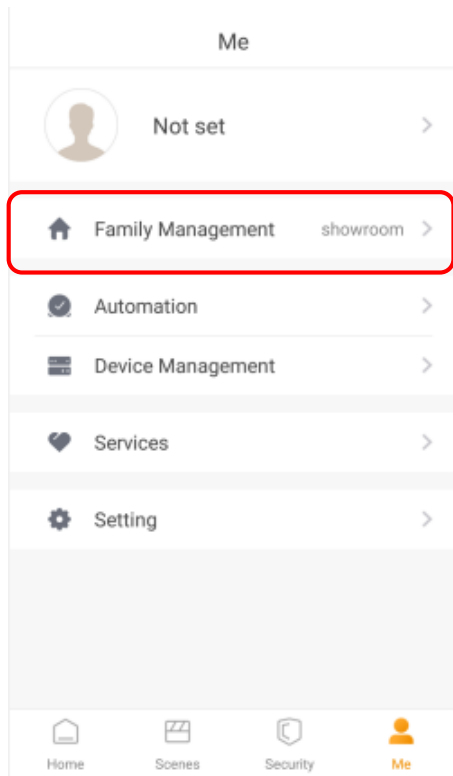 Me
Not set
Family Management showroom
Automation
Device Management
Services
Setting
Home Scenes Security Me